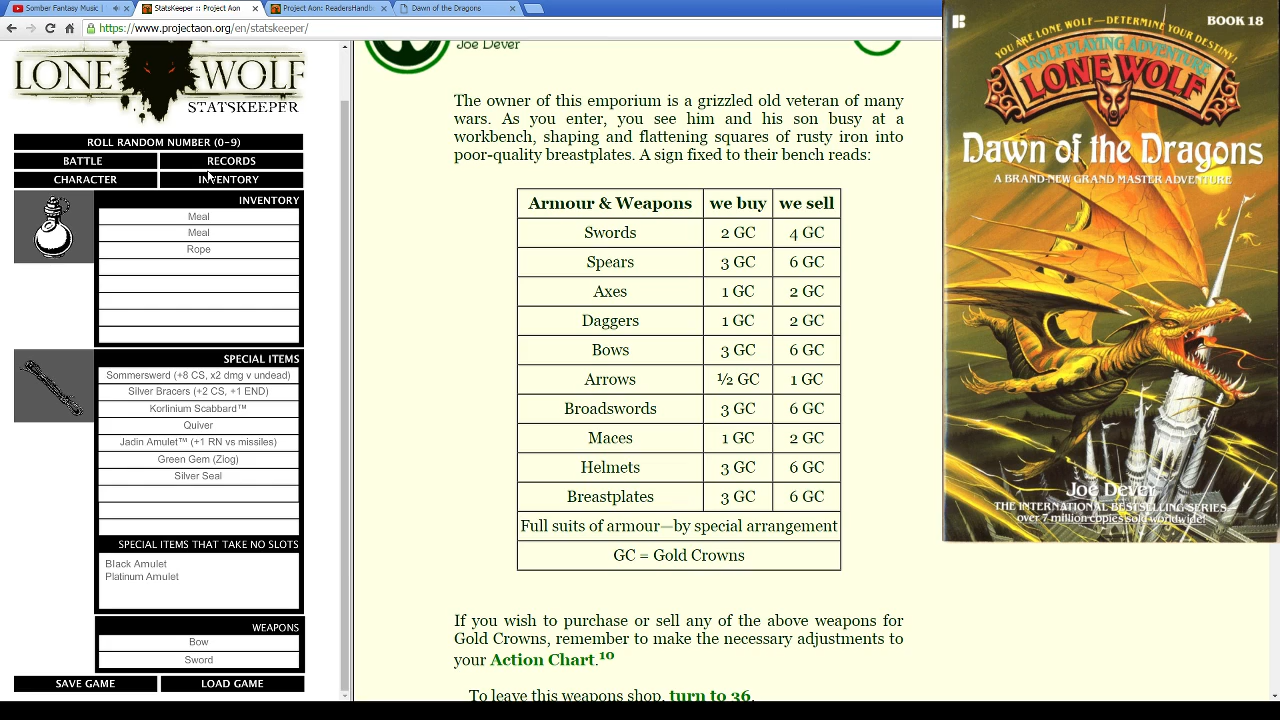 Somber Fantasy Music |
StatsKeeper :: Project Aon
Project Aon: ReadersHandb
Dawn of the Dragons
https://www.projectaon.org/en/statskeeper/
LONE WOLF
STATSKEEPER
ROLL RANDOM NUMBER (0-9)
BATTLE
RECORDS
CHARACTER
INVENTORY
INVENTORY
Meal
Meal
Rope
SPECIAL ITEMS
Sommerswerd (+8 CS, x2 dmg v undead)
Silver Bracers (+2 CS, +1 END)
Korlinium Scabbard™
Quiver
Jadin Amulet™ (+1 RN vs missiles)
Green Gem (Ziog)
Silver Seal
SPECIAL ITEMS THAT TAKE NO SLOTS
Black Amulet
Platinum Amulet
WEAPONS
Bow
Sword
SAVE GAME
LOAD GAME
Joe Dever
The owner of this emporium is a grizzled old veteran of many
wars. As you enter, you see him and his son busy at a
workbench, shaping and flattening squares of rusty iron into
poor-quality breastplates. A sign fixed to their bench reads:
Armour & Weapons we buy we sell
Swords 2 GC 4 GC
Spears 3 GC 6 GC
Axes 1 GC 2 GC
Daggers 1 GC 2 GC
Bows 3 GC 6 GC
Arrows ½ GC 1 GC
Broadswords 3 GC 6 GC
Maces 1 GC 2 GC
Helmets 3 GC 6 GC
Breastplates 3 GC 6 GC
Full suits of armour—by special arrangement
GC = Gold Crowns
If you wish to purchase or sell any of the above weapons for
Gold Crowns, remember to make the necessary adjustments to
your Action Chart.10
To leave this weapons shop, turn to 36.
B
BOOK 18
YOU ARE LONE WOLF—DETERMINE YOUR DESTINY!
A ROLE PLAYING ADVENTURE
LONE WOLF
Dawn of the Dragons
A BRAND-NEW GRAND MASTER ADVENTURE
Joe Dever
THE INTERNATIONAL BESTSELLING SERIES—
over 7 million copies sold worldwide!